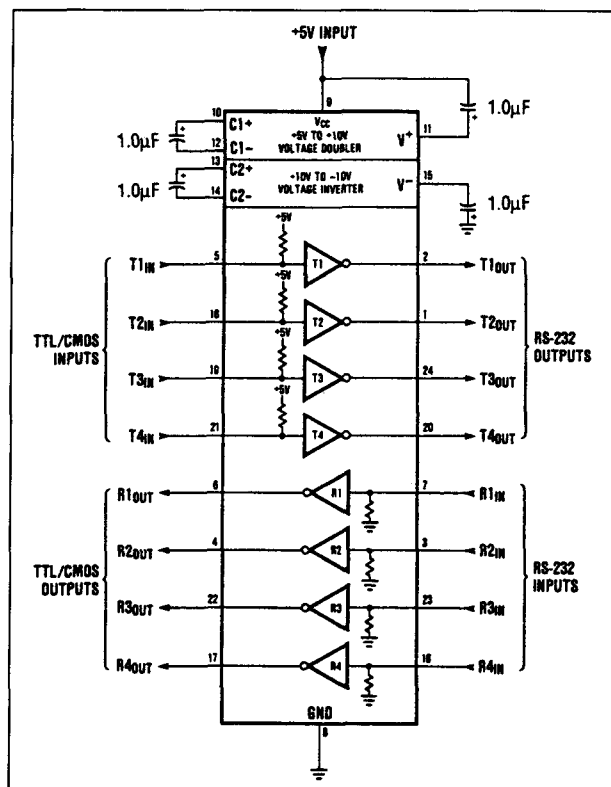 +5V INPUT
9
10 C1+ VCC 1.0µF
1.0µF +5V TO +10V V+ 11
12 C1- VOLTAGE DOUBLER
13 C2+
1.0µF +10V TO -10V V- 15
14 C2- VOLTAGE INVERTER 1.0µF
+5V
T1IN 5 T1 2 T1OUT
+5V
T2IN 18 T2 1 T2OUT
TTL/CMOS INPUTS
RS-232 OUTPUTS
+5V
T3IN 19 T3 24 T3OUT
+5V
T4IN 21 T4 20 T4OUT
R1OUT 6 R1 7 R1IN
R2OUT 4 R2 3 R2IN
TTL/CMOS OUTPUTS
RS-232 INPUTS
R3OUT 22 R3 23 R3IN
R4OUT 17 R4 16 R4IN
GND
8